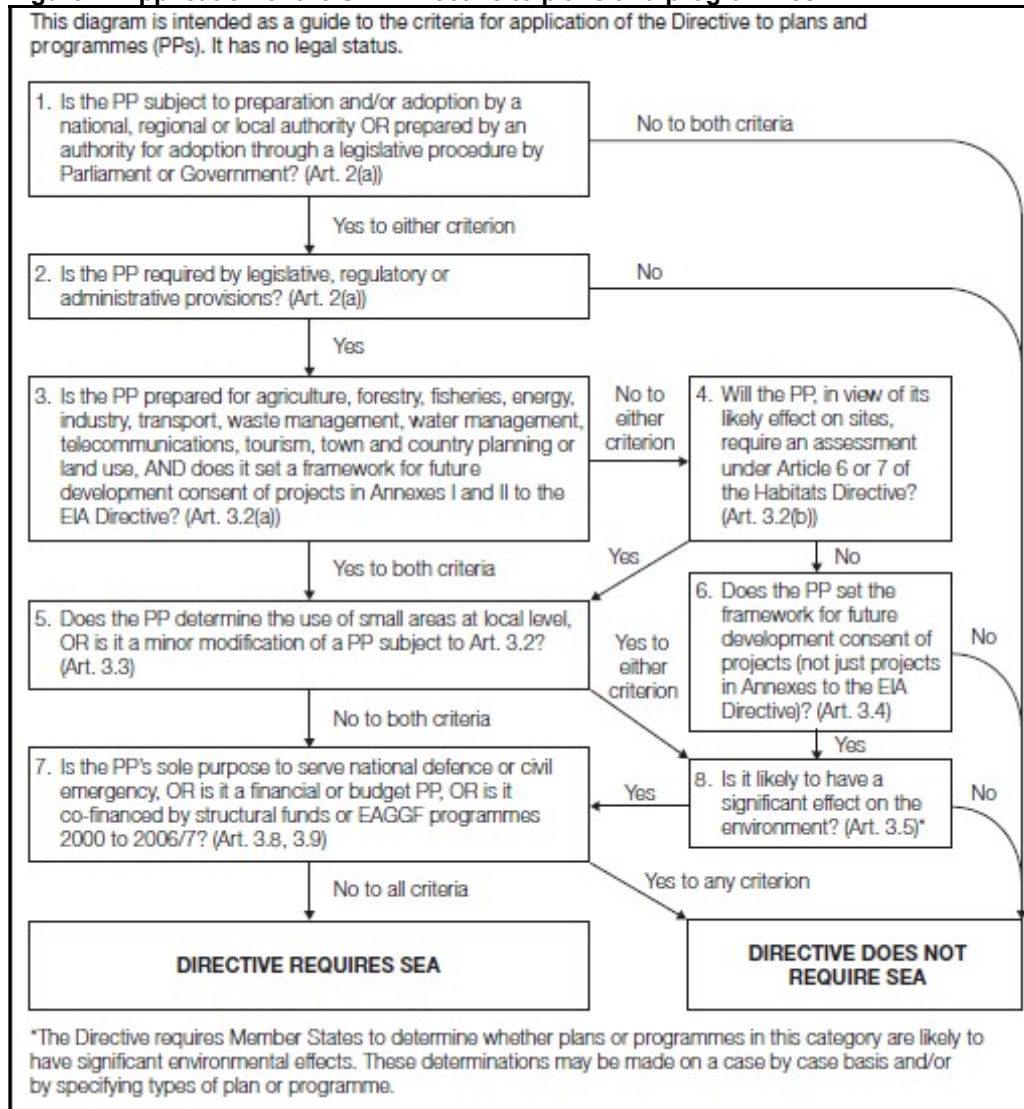 This diagram is intended as a guide to the criteria for application of the Directive to plans and
programmes (PPs). It has no legal status.
1. Is the PP subject to preparation and/or adoption by a
national, regional or local authority OR prepared by an
authority for adoption through a legislative procedure by
Parliament or Government? (Art. 2(a))
No to both criteria
Yes to either criterion
2. Is the PP required by legislative, regulatory or
administrative provisions? (Art. 2(a))
No
Yes
3. Is the PP prepared for agriculture, forestry, fisheries, energy,
industry, transport, waste management, water management,
telecommunications, tourism, town and country planning or
land use, AND does it set a framework for future
development consent of projects in Annexes I and II to the
EIA Directive? (Art. 3.2(a))
No to
either
criterion
4. Will the PP, in view of its
likely effect on sites,
require an assessment
under Article 6 or 7 of
the Habitats Directive?
(Art. 3.2(b))
Yes to both criteria
Yes
No
5. Does the PP determine the use of small areas at local level,
OR is it a minor modification of a PP subject to Art. 3.2?
(Art. 3.3)
Yes to
either
criterion
6. Does the PP set the
framework for future
development consent of
projects (not just projects
in Annexes to the EIA
Directive)? (Art. 3.4)
No
No to both criteria
Yes
7. Is the PP's sole purpose to serve national defence or civil
emergency, OR is it a financial or budget PP, OR is it
co-financed by structural funds or EAGGF programmes
2000 to 2006/7? (Art. 3.8, 3.9)
Yes
8. Is it likely to have a
significant effect on the
environment? (Art. 3.5)*
No
No to all criteria
Yes to any criterion
DIRECTIVE REQUIRES SEA
DIRECTIVE DOES NOT
REQUIRE SEA
*The Directive requires Member States to determine whether plans or programmes in this category are likely to
have significant environmental effects. These determinations may be made on a case by case basis and/or
by specifying types of plan or programme.